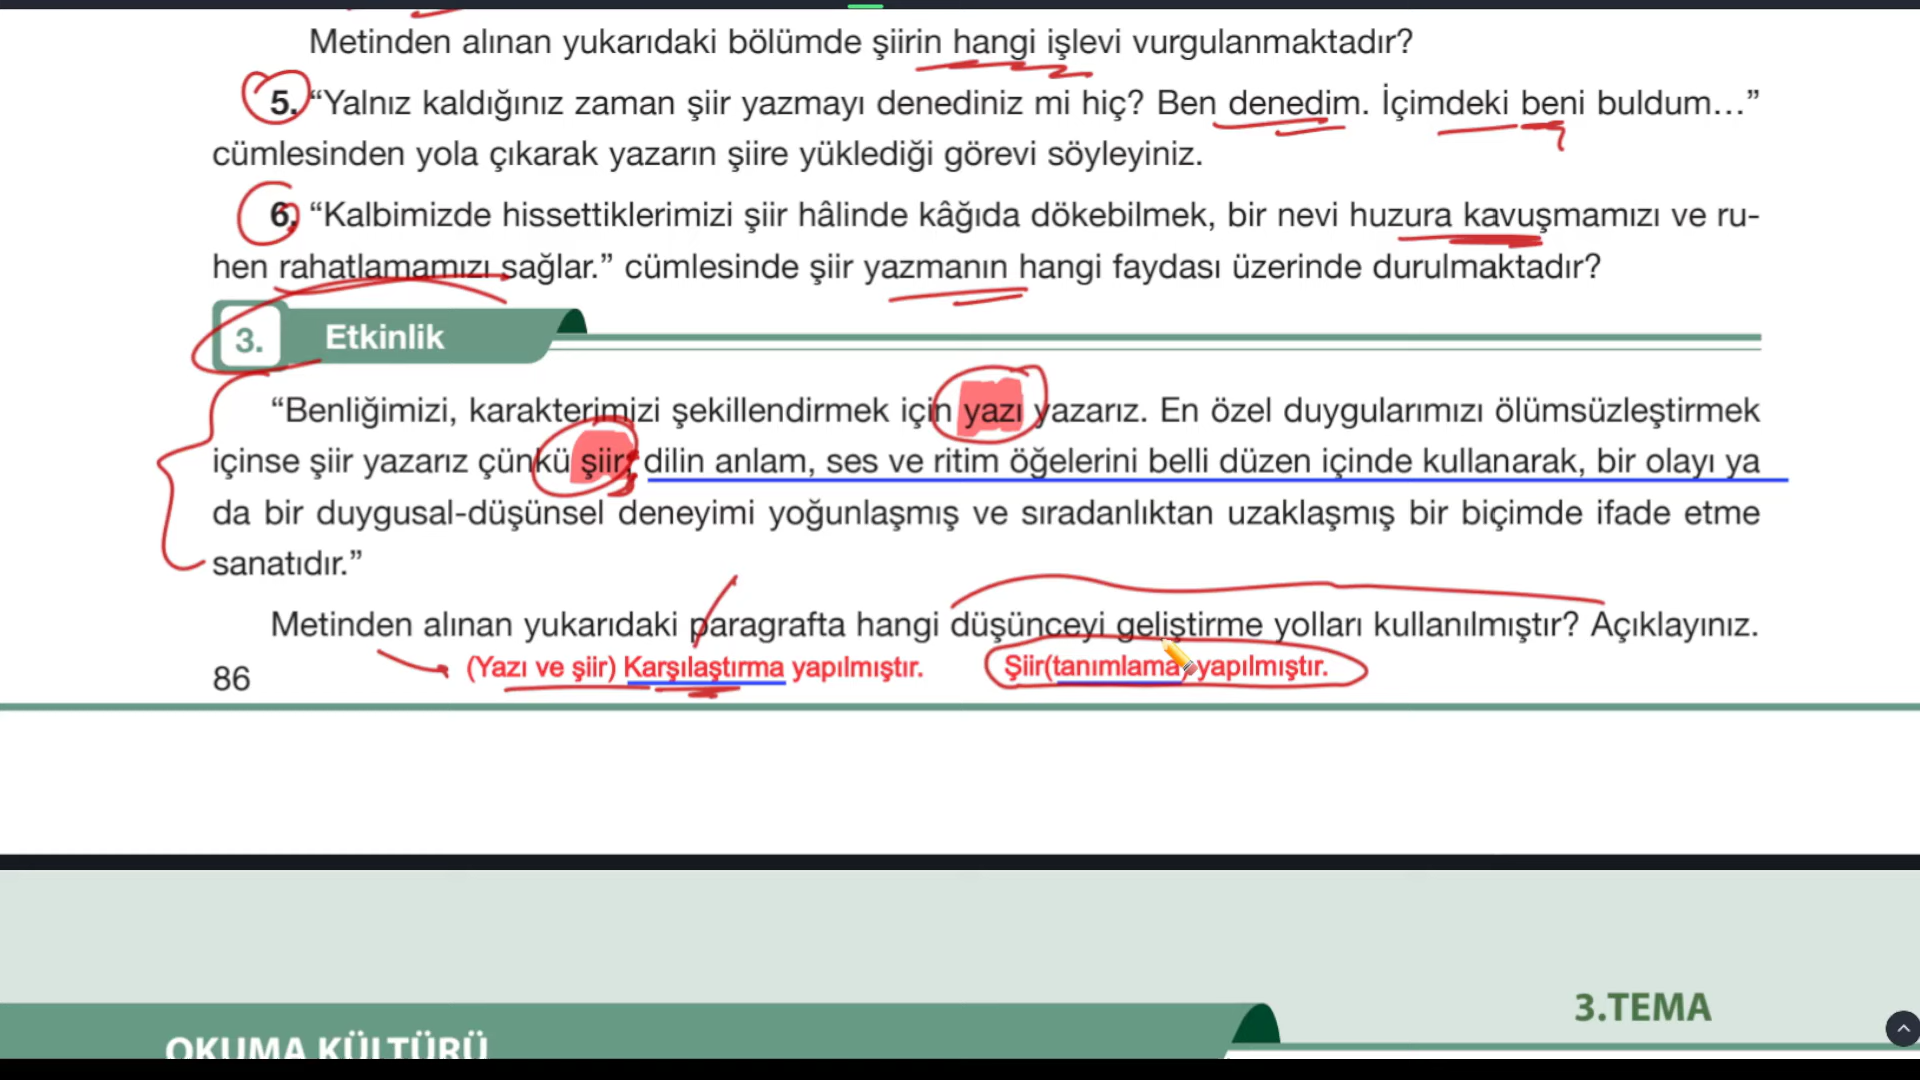 Metinden alınan yukarıdaki bölümde şiirin hangi işlevi vurgulanmaktadır?
5. “Yalnız kaldığınız zaman şiir yazmayı denediniz mi hiç? Ben denedim. İçimdeki beni buldum...”
cümlesinden yola çıkarak yazarın şiire yüklediği görevi söyleyiniz.
6. “Kalbimizde hissettiklerimizi şiir hâlinde kâğıda dökebilmek, bir nevi huzura kavuşmamızı ve ru-
hen rahatlamamızı sağlar.” cümlesinde şiir yazmanın hangi faydası üzerinde durulmaktadır?
3. Etkinlik
“Benliğimizi, karakterimizi şekillendirmek için yazı yazarız. En özel duygularımızı ölümsüzleştirmek
içinse şiir yazarız çünkü şiir; dilin anlam, ses ve ritim öğelerini belli düzen içinde kullanarak, bir olayı ya
da bir duygusal-düşünsel deneyimi yoğunlaşmış ve sıradanlıktan uzaklaşmış bir biçimde ifade etme
sanatıdır.”
Metinden alınan yukarıdaki paragrafta hangi düşünceyi geliştirme yolları kullanılmıştır? Açıklayınız.
(Yazı ve şiir) Karşılaştırma yapılmıştır. Şiir(tanımlama) yapılmıştır.
86
3.TEMA
OKUMA KÜLTÜRÜ